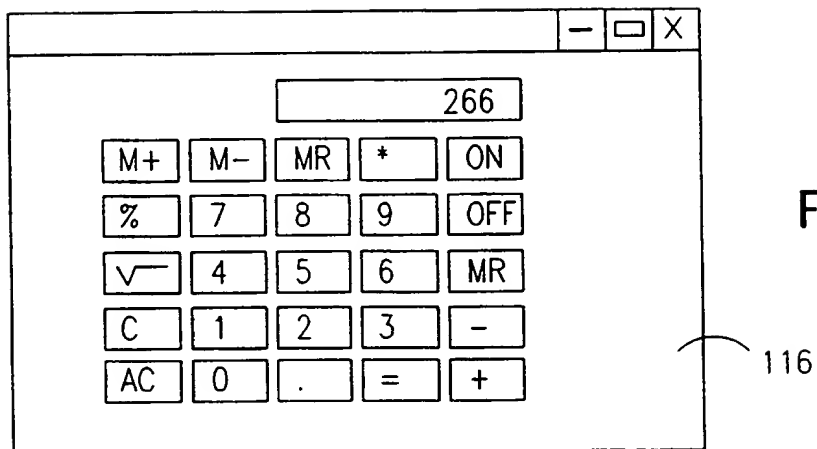 X
266
M+ M- MR * ON
% 7 8 9 OFF
√ 4 5 6 MR
C 1 2 3 -
AC 0 . = +
F
116